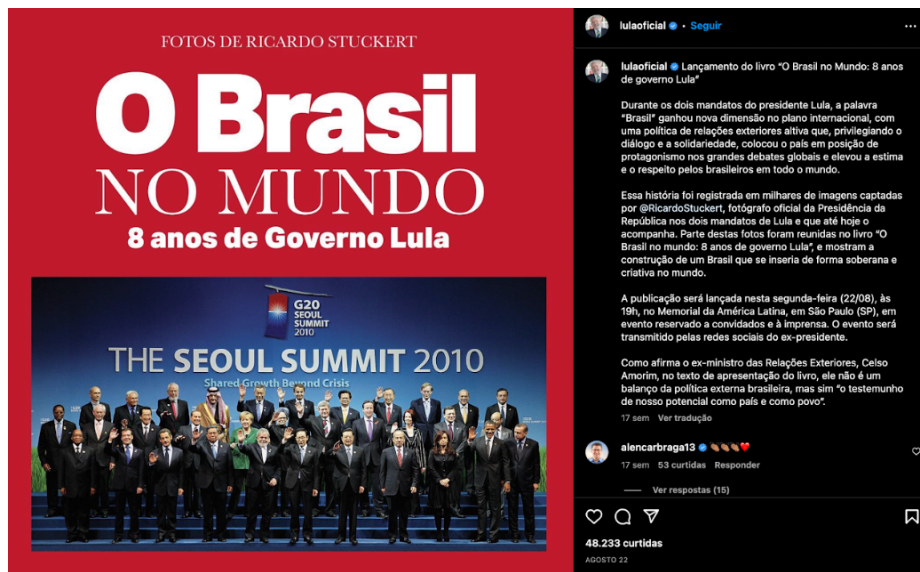 FOTOS DE RICARDO STUCKERT
O Brasil
NO MUNDO
8 anos de Governo Lula
G20
SEOUL
SUMMIT
2010
THE SEOUL SUMMIT 2010
Shared Growth Beyond Crisis
lulaoficial • Seguir
lulaoficial Lançamento do livro “O Brasil no Mundo: 8 anos
de governo Lula”
Durante os dois mandatos do presidente Lula, a palavra
“Brasil” ganhou nova dimensão no plano internacional, com
uma política de relações exteriores altiva que, privilegiando o
diálogo e a solidariedade, colocou o país em posição de
protagonismo nos grandes debates globais e elevou a estima
e o respeito pelos brasileiros em todo o mundo.
Essa história foi registrada em milhares de imagens captadas
por @RicardoStuckert, fotógrafo oficial da Presidência da
República nos dois mandatos de Lula e que até hoje o
acompanha. Parte destas fotos foram reunidas no livro “O
Brasil no mundo: 8 anos de governo Lula”, e mostram a
construção de um Brasil que se inseria de forma soberana e
criativa no mundo.
A publicação será lançada nesta segunda-feira (22/08), às
19h, no Memorial da América Latina, em São Paulo (SP), em
evento reservado a convidados e à imprensa. O evento será
transmitido pelas redes sociais do ex-presidente.
Como afirma o ex-ministro das Relações Exteriores, Celso
Amorim, no texto de apresentação do livro, ele não é um
balanço da política externa brasileira, mas sim “o testemunho
de nosso potencial como país e como povo”.
17 sem Ver tradução
alencarbraga13 👏🏾👏🏾👏🏾❤️
17 sem 53 curtidas Responder
Ver respostas (15)
48.233 curtidas
AGOSTO 22